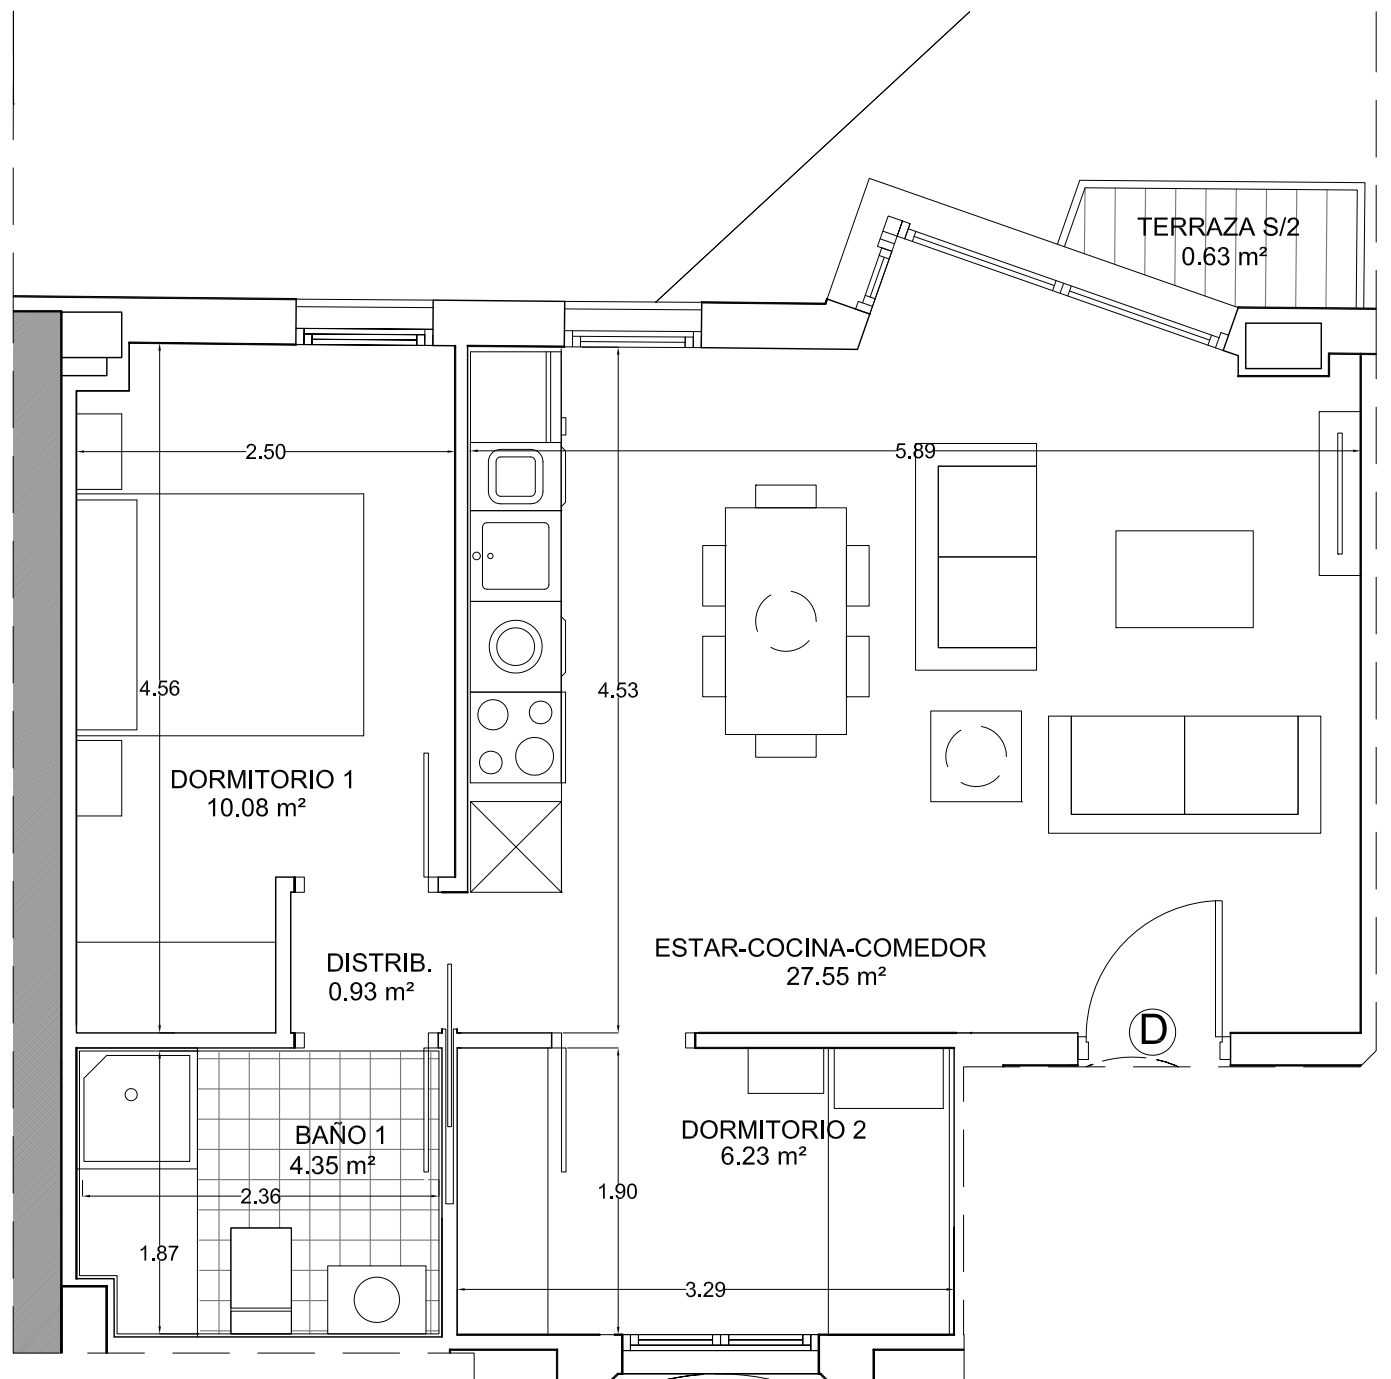 TERRAZA S/2
0.63 m²
2.50
5.89
4.56
4.53
DORMITORIO 1
10.08 m²
ESTAR-COCINA-COMEDOR
27.55 m²
DISTRIB.
0.93 m²
D
BAÑO 1
4.35 m²
DORMITORIO 2
6.23 m²
2.36
1.90
1.87
3.29